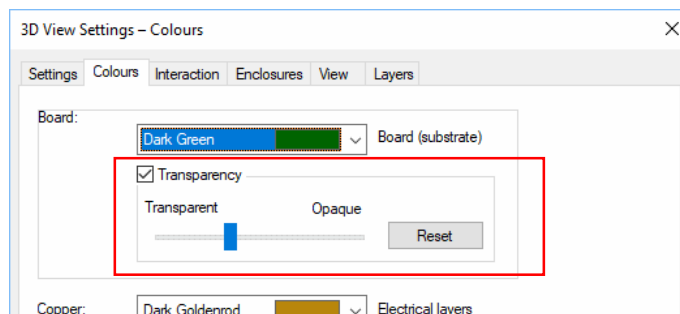 3D View Settings – Colours
Settings Colours Interaction Enclosures View Layers
Board:
Dark Green Board (substrate)
Transparency
Transparent Opaque
Reset
Copper: Dark Goldenrod Electrical layers